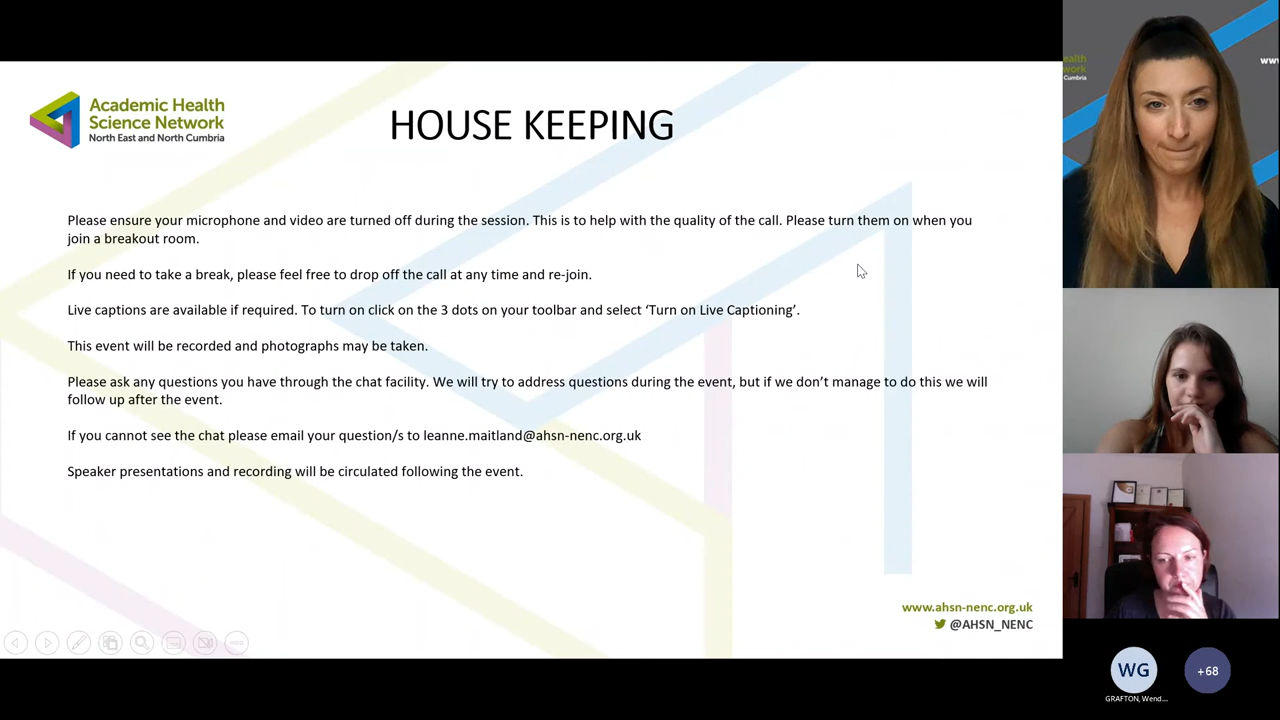 Academic Health
Science Network
North East and North Cumbria
HOUSE KEEPING
Please ensure your microphone and video are turned off during the session. This is to help with the quality of the call. Please turn them on when you
join a breakout room.
If you need to take a break, please feel free to drop off the call at any time and re-join.
Live captions are available if required. To turn on click on the 3 dots on your toolbar and select ‘Turn on Live Captioning’.
This event will be recorded and photographs may be taken.
Please ask any questions you have through the chat facility. We will try to address questions during the event, but if we don’t manage to do this we will
follow up after the event.
If you cannot see the chat please email your question/s to leanne.maitland@ahsn-nenc.org.uk
Speaker presentations and recording will be circulated following the event.
www.ahsn-nenc.org.uk
@AHSN_NENC
ealth
work
Cumbria
www
WG
+68
GRAFTON, Wend...